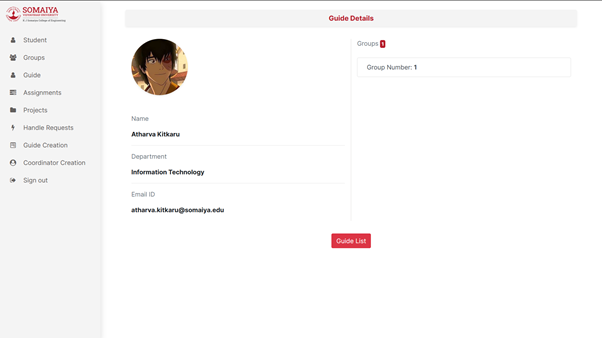 SOMAIYA
VIDYAVIHAR UNIVERSITY
K J Somaiya College of Engineering
Student
Groups
Guide
Assignments
Projects
Handle Requests
Guide Creation
Coordinator Creation
Sign out
Guide Details
Name
Atharva Kitkaru
Department
Information Technology
Email ID
atharva.kitkaru@somaiya.edu
Groups 1
Group Number: 1
Guide List